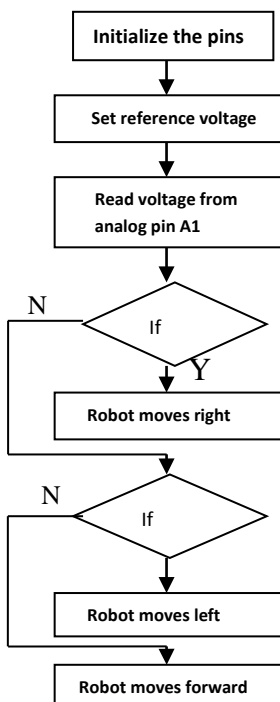 Initialize the pins
Set reference voltage
Read voltage from
analog pin A1
N
If
Y
Robot moves right
N
If
Robot moves left
Robot moves forward